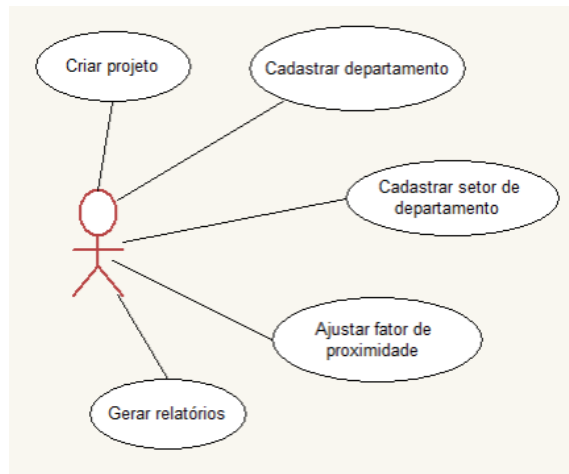 Criar projeto
Cadastrar departamento
Cadastrar setor de
departamento
Ajustar fator de
proximidade
Gerar relatórios